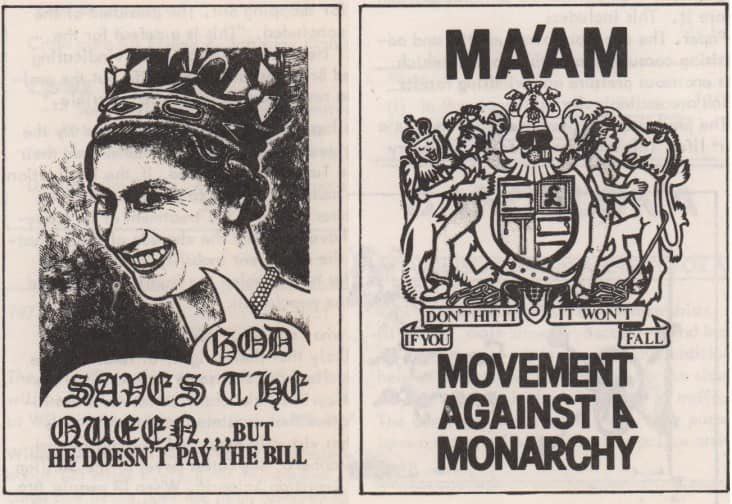 GOD
SAVES THE
QUEEN,,,BUT
HE DOESN'T PAY THE BILL
MA'AM
£
DON'T HIT IT IT WON'T
IF YOU FALL
MOVEMENT
AGAINST A
MONARCHY